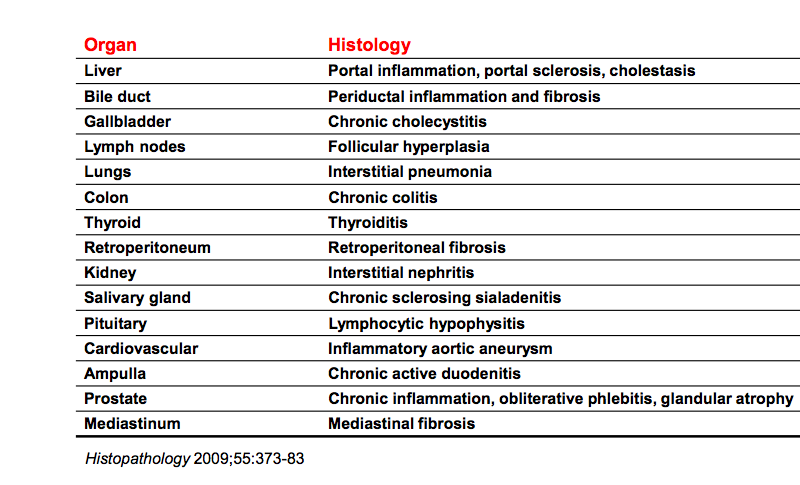 Organ Histology
Liver Portal inflammation, portal sclerosis, cholestasis
Bile duct Periductal inflammation and fibrosis
Gallbladder Chronic cholecystitis
Lymph nodes Follicular hyperplasia
Lungs Interstitial pneumonia
Colon Chronic colitis
Thyroid Thyroiditis
Retroperitoneum Retroperitoneal fibrosis
Kidney Interstitial nephritis
Salivary gland Chronic sclerosing sialadenitis
Pituitary Lymphocytic hypophysitis
Cardiovascular Inflammatory aortic aneurysm
Ampulla Chronic active duodenitis
Prostate Chronic inflammation, obliterative phlebitis, glandular atrophy
Mediastinum Mediastinal fibrosis
Histopathology 2009;55:373-83